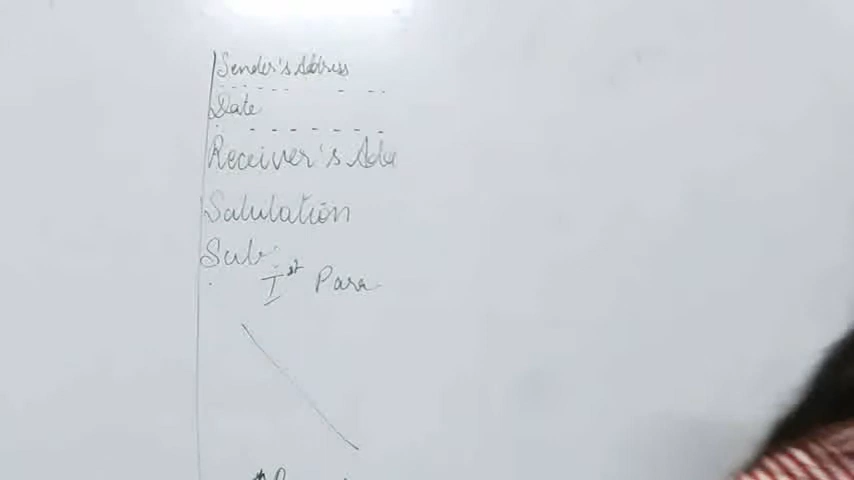 Sender's Address
Date
Receiver's Add
Salutation
Sub:
Ist Para